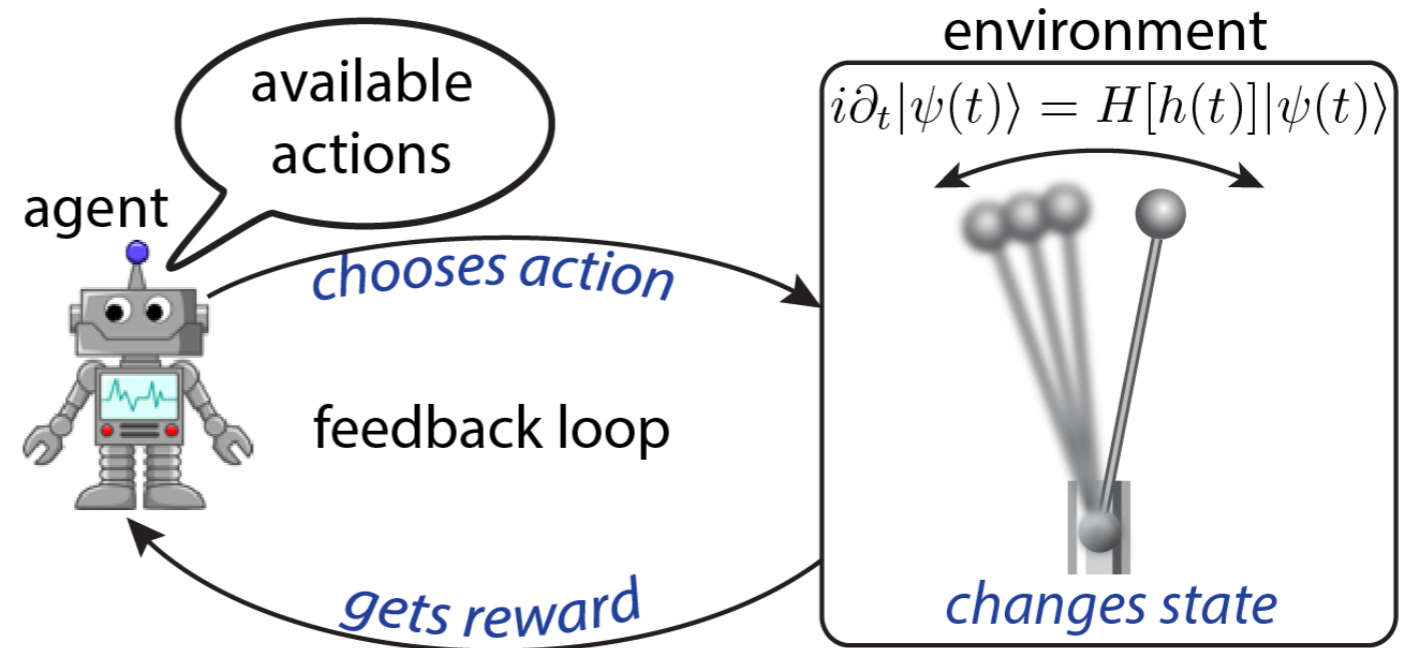 environment
available
actions
i∂ₜ|ψ(t)⟩ = H[h(t)]|ψ(t)⟩
agent
chooses action
feedback loop
gets reward
changes state